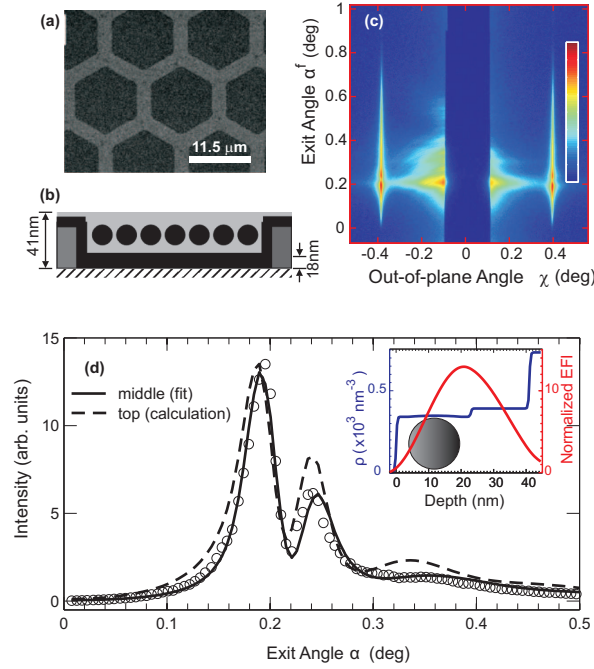 (a)
11.5 μm
(b)
41nm
18nm
(c)
Exit Angle αᶠ (deg)
1
0.8
0.6
0.4
0.2
0
-0.4 -0.2 0 0.2 0.4
Out-of-plane Angle χ (deg)
(d)
middle (fit)
top (calculation)
Intensity (arb. units)
15
10
5
0
0 0.1 0.2 0.3 0.4 0.5
Exit Angle α (deg)
ρ (x10³ nm⁻³)
0.5
0
Normalized EFI
10
0
0 10 20 30 40
Depth (nm)